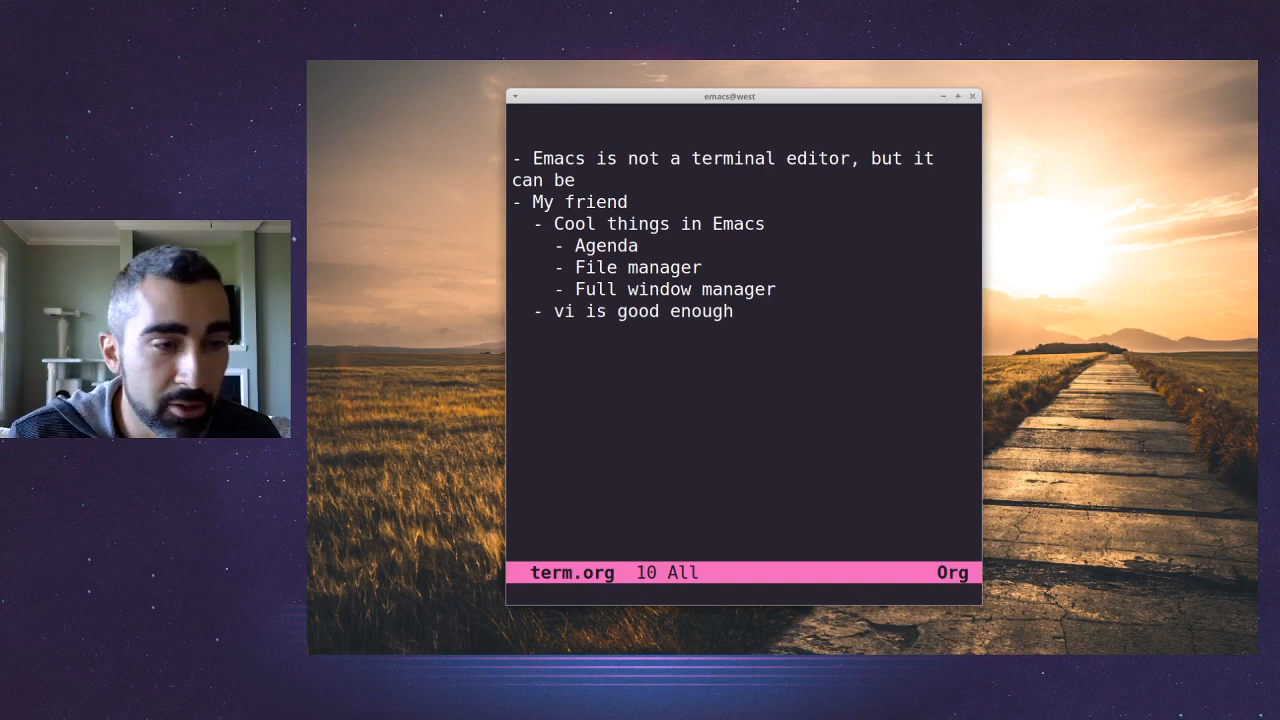 emacs@west
- Emacs is not a terminal editor, but it
can be
- My friend
- Cool things in Emacs
- Agenda
- File manager
- Full window manager
- vi is good enough
term.org 10 All Org